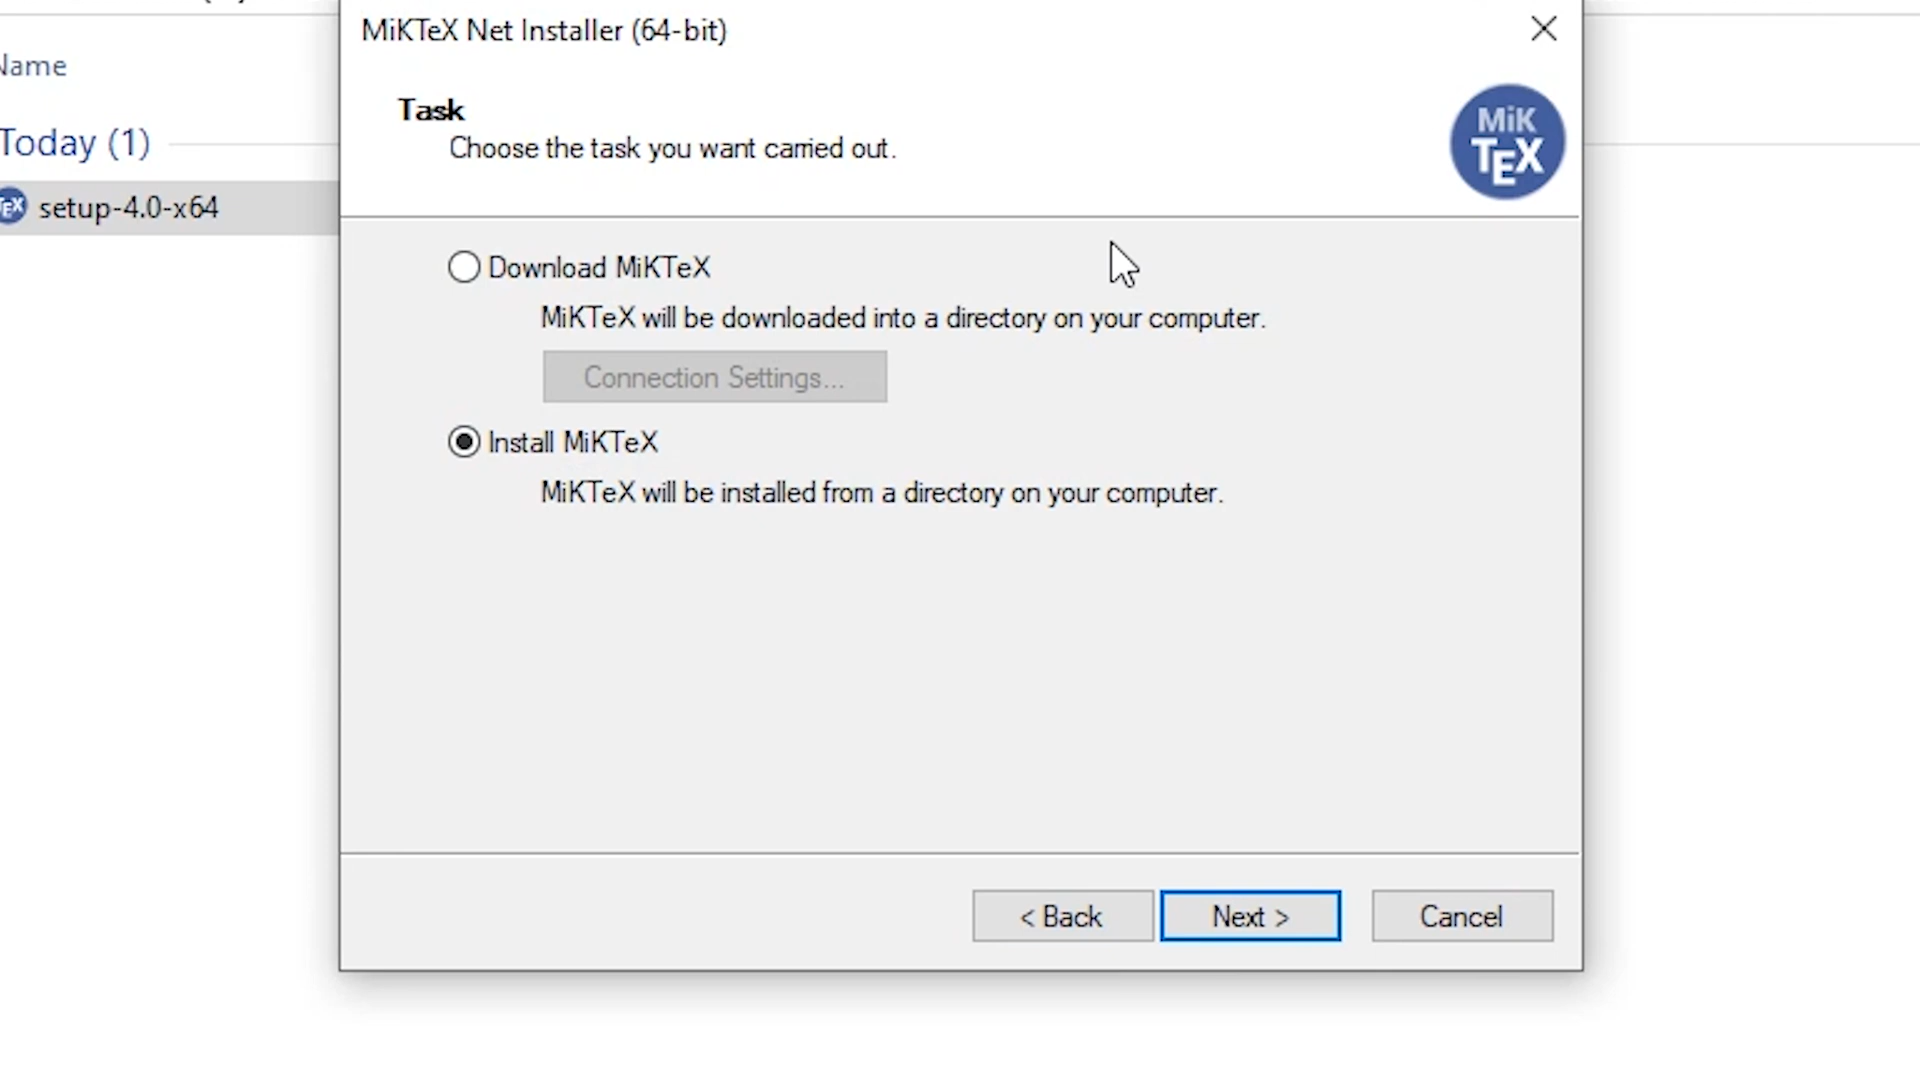 MiKTeX Net Installer (64-bit)
Name
Task
Choose the task you want carried out.
MiK
TEX
Today (1)
setup-4.0-x64
Download MiKTeX
MiKTeX will be downloaded into a directory on your computer.
Connection Settings...
Install MiKTeX
MiKTeX will be installed from a directory on your computer.
< Back
Next >
Cancel